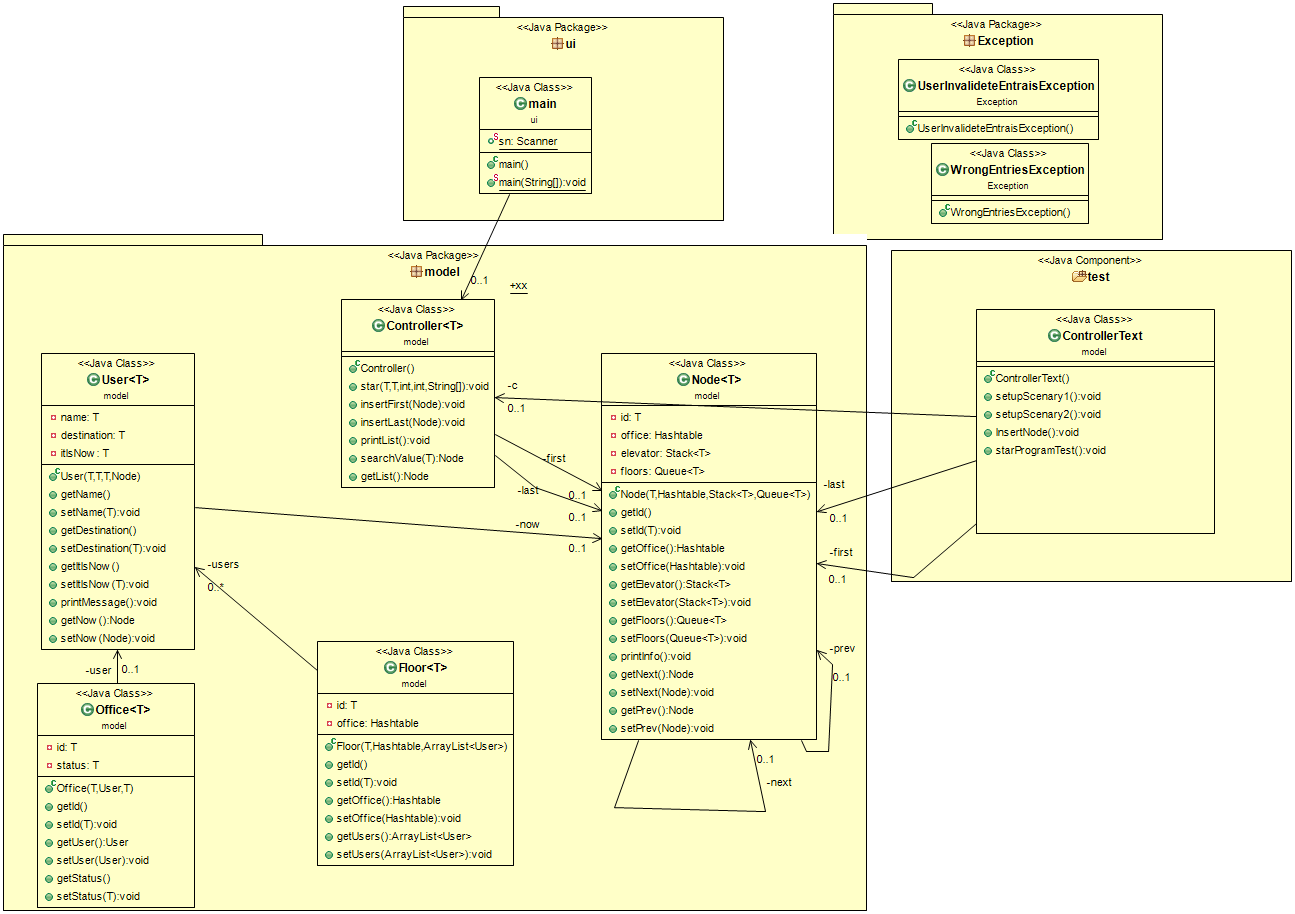 <<Java Package>>
ui
<<Java Class>>
main
ui
sn: Scanner
main()
main(String[]):void
<<Java Package>>
Exception
<<Java Class>>
UserInvalideteEntraisException
Exception
UserInvalideteEntraisException()
<<Java Class>>
WrongEntriesException
Exception
WrongEntriesException()
<<Java Package>>
model
0..1
+xx
<<Java Class>>
Controller<T>
model
Controller()
star(T,T,int,int,String[]):void
insertFirst(Node):void
insertLast(Node):void
printList():void
searchValue(T):Node
getList():Node
-c
0..1
-first
0..1
-last
0..1
-now
0..1
<<Java Class>>
User<T>
model
name: T
destination: T
itIsNow : T
User(T,T,T,Node)
getName()
setName(T):void
getDestination()
setDestination(T):void
getItIsNow ()
setItIsNow (T):void
printMessage():void
getNow ():Node
setNow (Node):void
-users
0..*
-user
0..1
<<Java Class>>
Office<T>
model
id: T
status: T
Office(T,User,T)
getId()
setId(T):void
getUser():User
setUser(User):void
getStatus()
setStatus(T):void
<<Java Class>>
Floor<T>
model
id: T
office: Hashtable
Floor(T,Hashtable,ArrayList<User>)
getId()
setId(T):void
getOffice():Hashtable
setOffice(Hashtable):void
getUsers():ArrayList<User>
setUsers(ArrayList<User>):void
<<Java Class>>
Node<T>
model
id: T
office: Hashtable
elevator: Stack<T>
floors: Queue<T>
Node(T,Hashtable,Stack<T>,Queue<T>)
getId()
setId(T):void
getOffice():Hashtable
setOffice(Hashtable):void
getElevator():Stack<T>
setElevator(Stack<T>):void
getFloors():Queue<T>
setFloors(Queue<T>):void
printInfo():void
getNext():Node
setNext(Node):void
getPrev():Node
setPrev(Node):void
-last
0..1
-first
0..1
-prev
0..1
0..1
-next
<<Java Component>>
test
<<Java Class>>
ControllerText
model
ControllerText()
setupScenary1():void
setupScenary2():void
InsertNode():void
starProgramTest():void